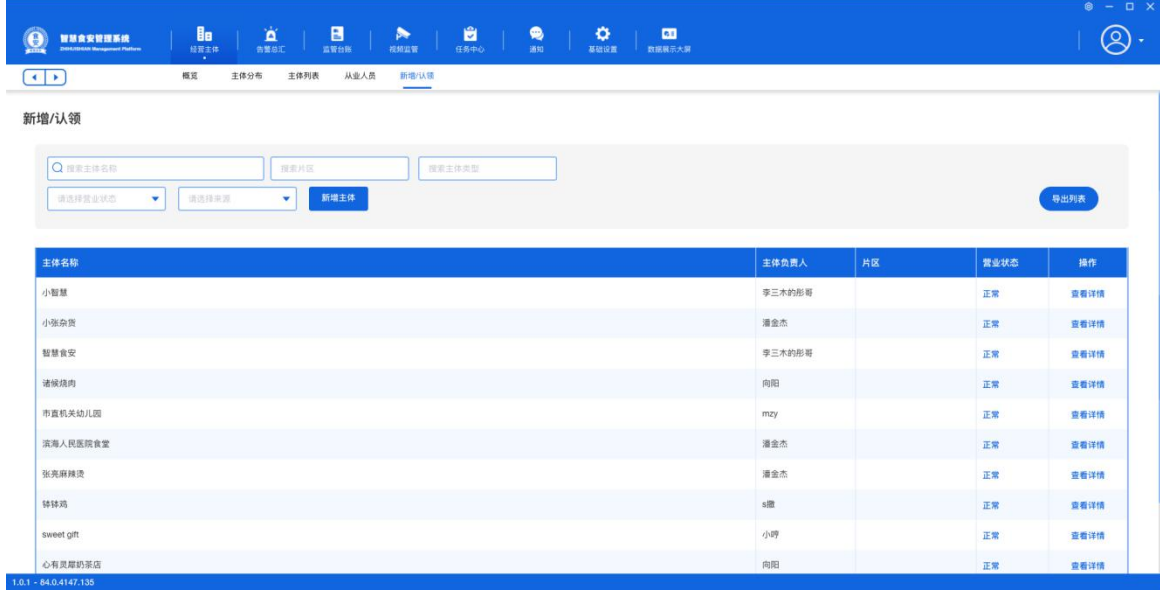 智慧食安管理系统
ZHIHUISHIAN Management Platform
经营主体
告警总汇
监管台账
视频监管
任务中心
通知
基础设置
数据展示大屏
概览
主体分布
主体列表
从业人员
新增/认领
新增/认领
搜索主体名称
搜索片区
搜索主体类型
请选择营业状态
请选择来源
新增主体
导出列表
主体名称 主体负责人 片区 营业状态 操作
小智慧 李三木的彤哥 正常 查看详情
小张杂货 潘金杰 正常 查看详情
智慧食安 李三木的彤哥 正常 查看详情
诸候烧肉 向阳 正常 查看详情
市直机关幼儿园 mzy 正常 查看详情
滨海人民医院食堂 潘金杰 正常 查看详情
张亮麻辣烫 潘金杰 正常 查看详情
钵钵鸡 s撒 正常 查看详情
sweet gift 小哼 正常 查看详情
心有灵犀奶茶店 向阳 正常 查看详情
1.0.1 - 84.0.4147.135